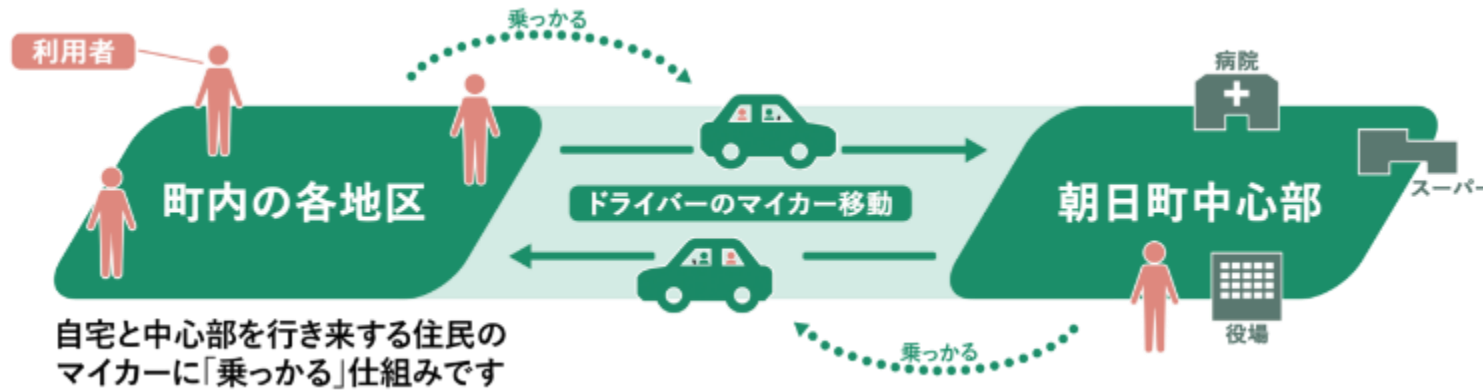 乗っかる
利用者
病院
町内の各地区
ドライバーのマイカー移動
朝日町中心部
スーパー
役場
乗っかる
自宅と中心部を行き来する住民の
マイカーに「乗っかる」仕組みです